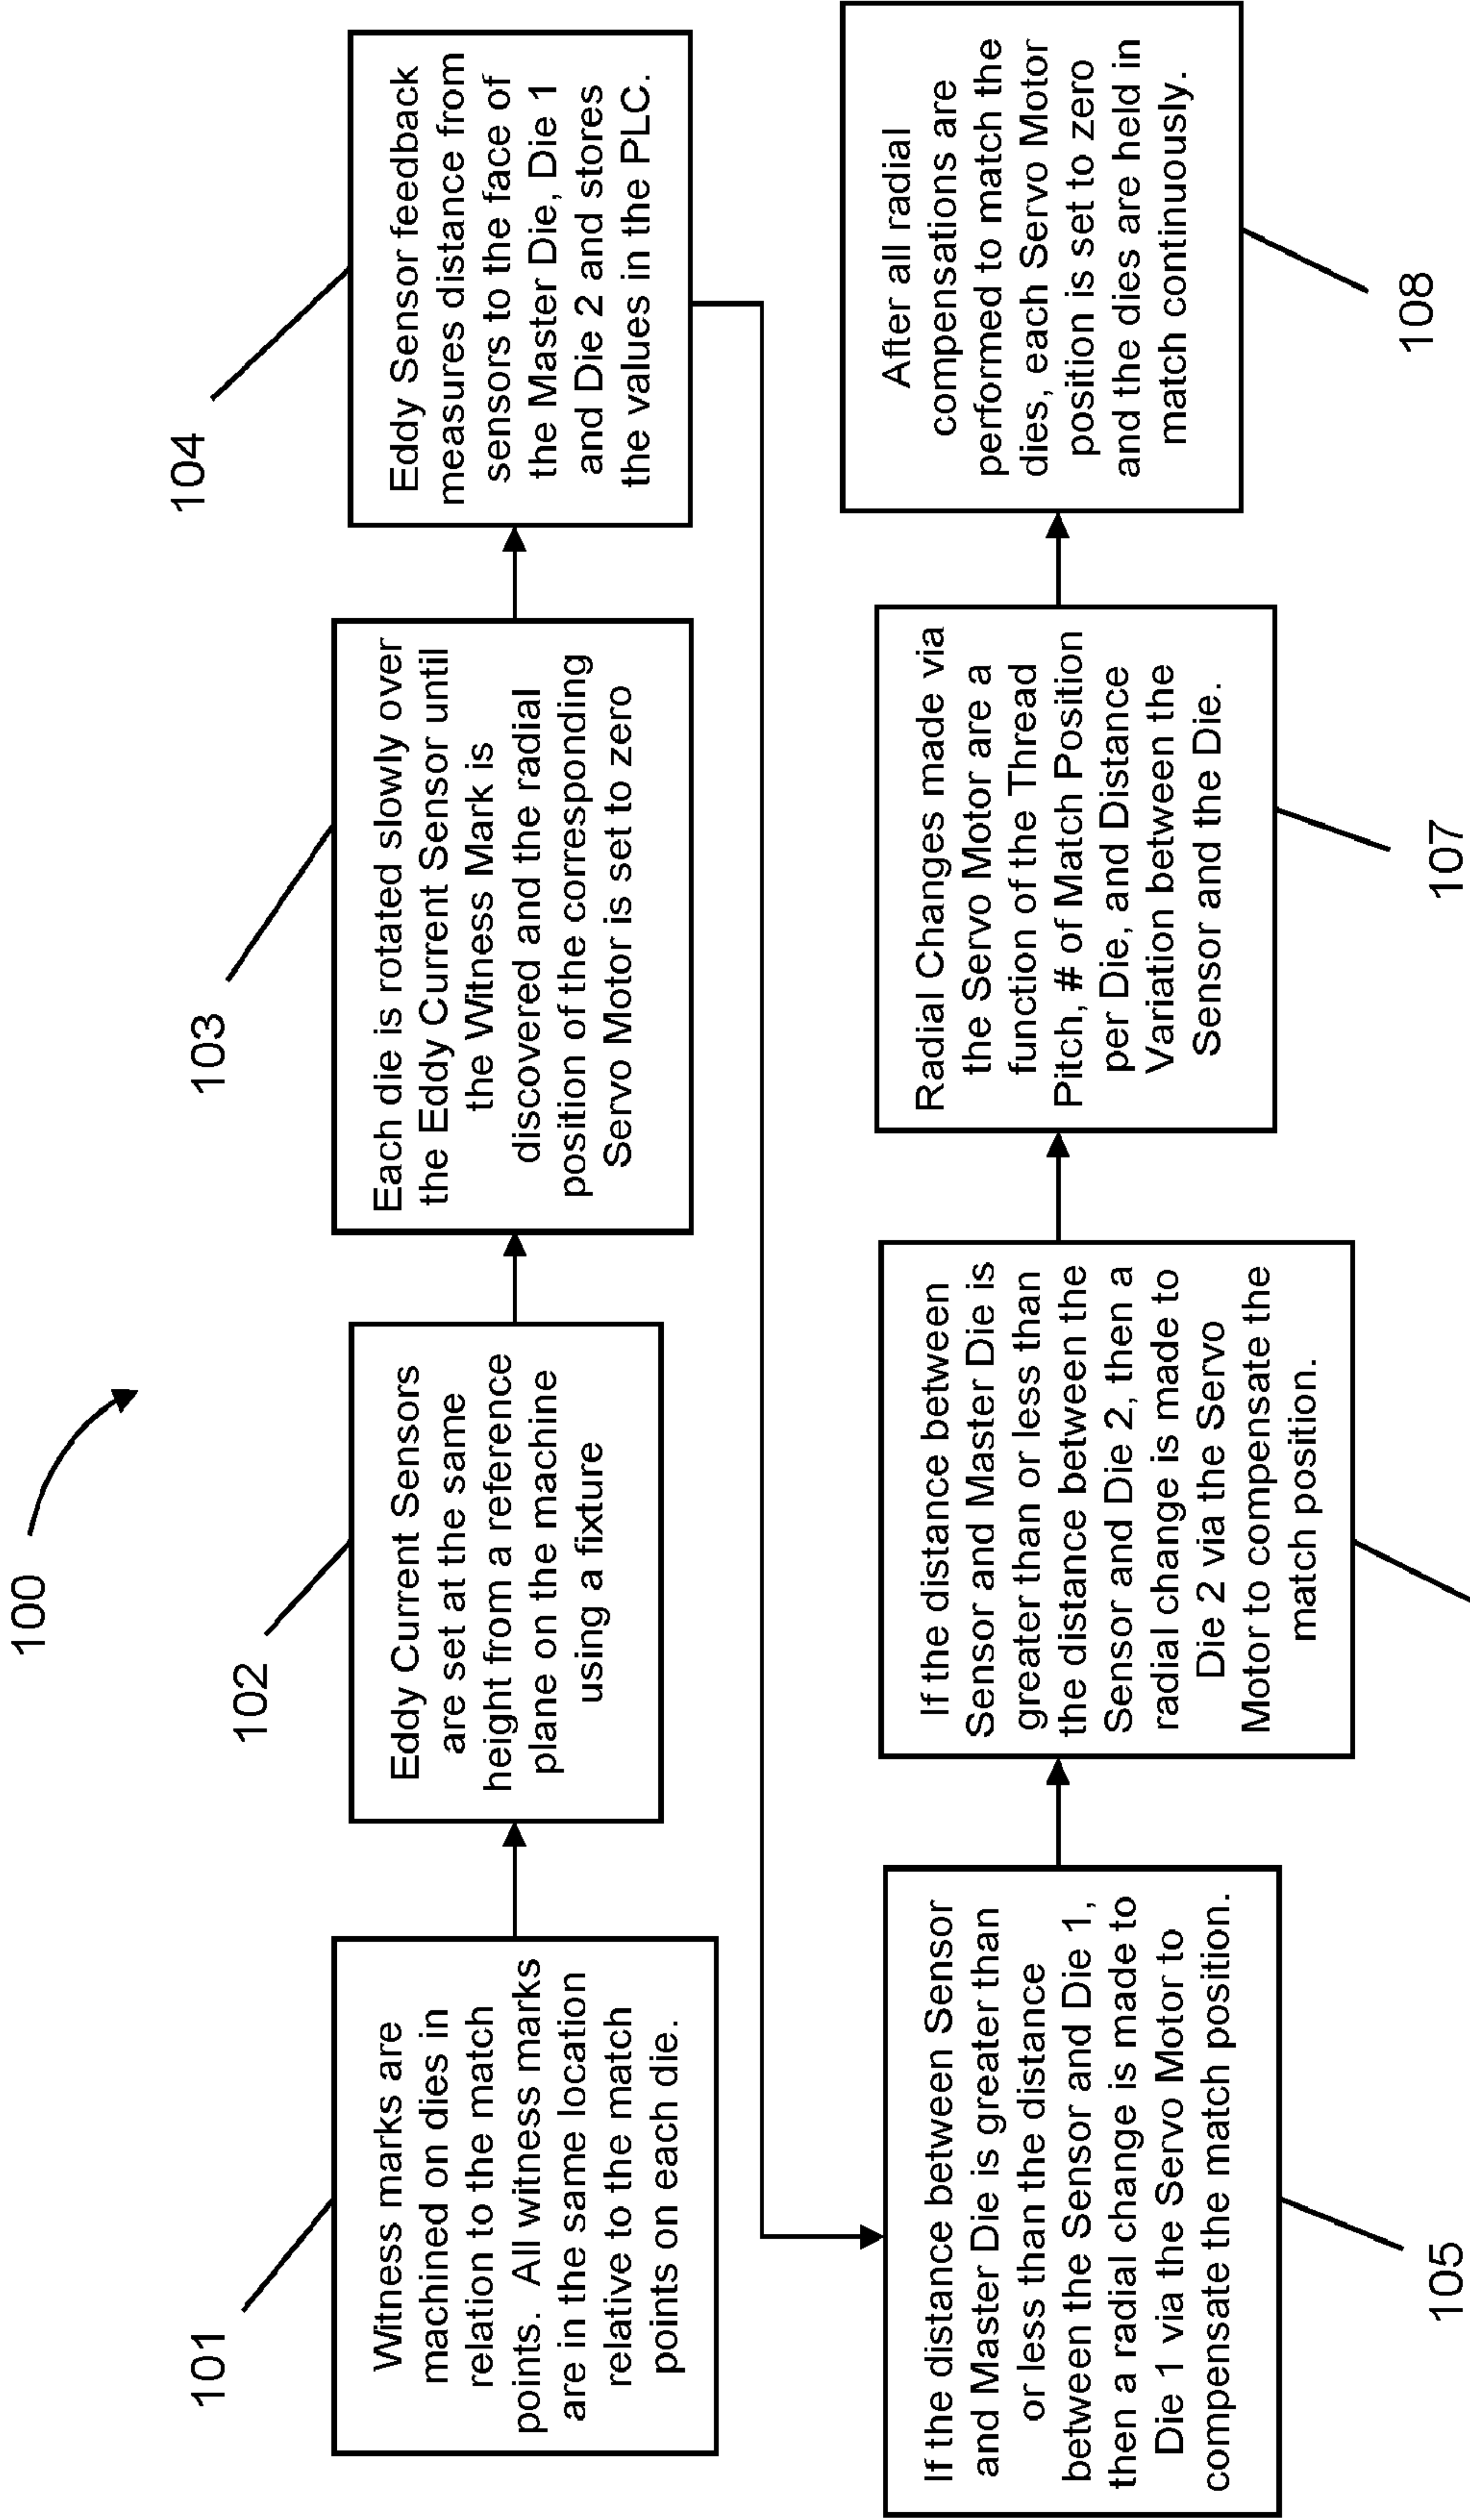 100
101
Witness marks are
machined on dies in
relation to the match
points. All witness marks
are in the same location
relative to the match
points on each die.
102
Eddy Current Sensors
are set at the same
height from a reference
plane on the machine
using a fixture
103
Each die is rotated slowly over
the Eddy Current Sensor until
the Witness Mark is
discovered and the radial
position of the corresponding
Servo Motor is set to zero
104
Eddy Sensor feedback
measures distance from
sensors to the face of
the Master Die, Die 1
and Die 2 and stores
the values in the PLC.
If the distance between Sensor
and Master Die is greater than
or less than the distance
between the Sensor and Die 1,
then a radial change is made to
Die 1 via the Servo Motor to
compensate the match position.
105
If the distance between
Sensor and Master Die is
greater than or less than
the distance between the
Sensor and Die 2, then a
radial change is made to
Die 2 via the Servo
Motor to compensate the
match position.
Radial Changes made via
the Servo Motor are a
function of the Thread
Pitch, # of Match Position
per Die, and Distance
Variation between the
Sensor and the Die.
107
After all radial
compensations are
performed to match the
dies, each Servo Motor
position is set to zero
and the dies are held in
match continuously.
108